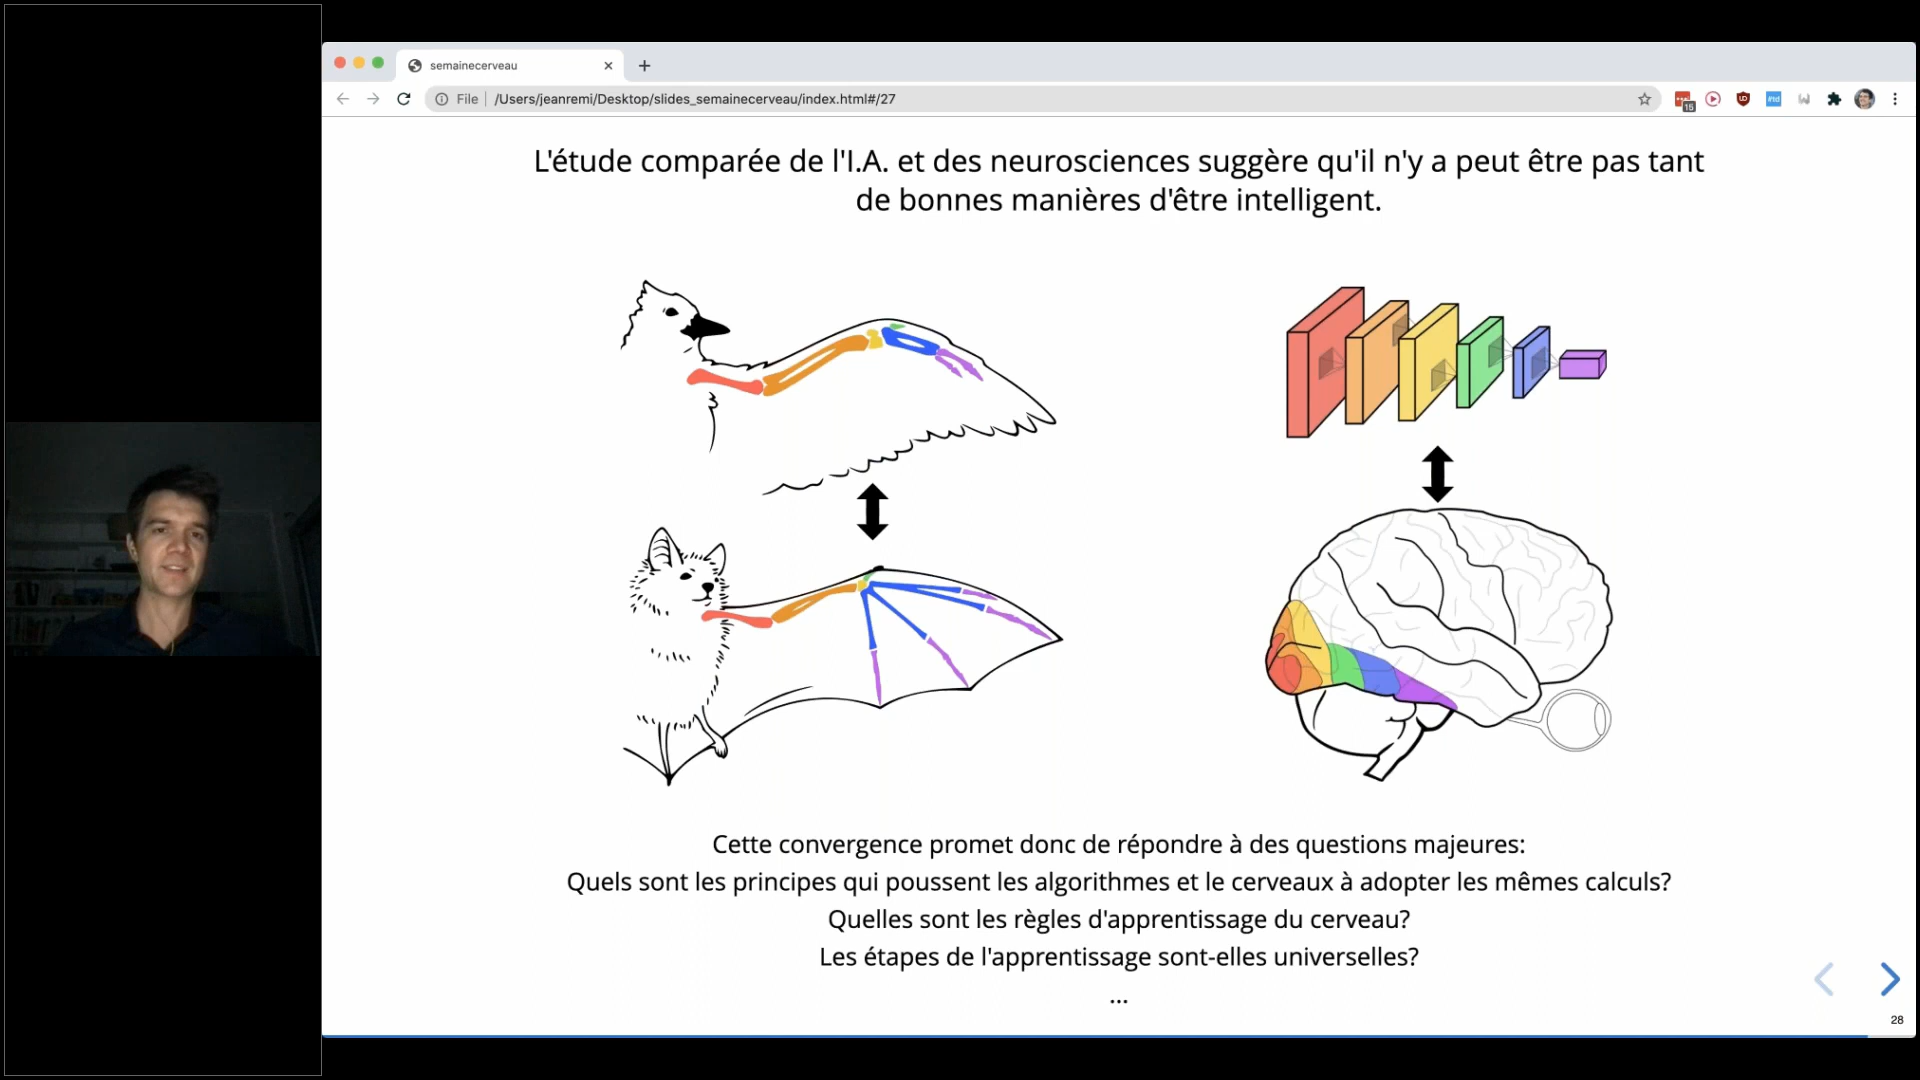 semainecerveau
File
/Users/jeanremi/Desktop/slides_semainecerveau/index.html#/27
15
L'étude comparée de l'I.A. et des neurosciences suggère qu'il n'y a peut être pas tant
de bonnes manières d'être intelligent.
Cette convergence promet donc de répondre à des questions majeures:
Quels sont les principes qui poussent les algorithmes et le cerveaux à adopter les mêmes calculs?
Quelles sont les règles d'apprentissage du cerveau?
Les étapes de l'apprentissage sont-elles universelles?
...
28